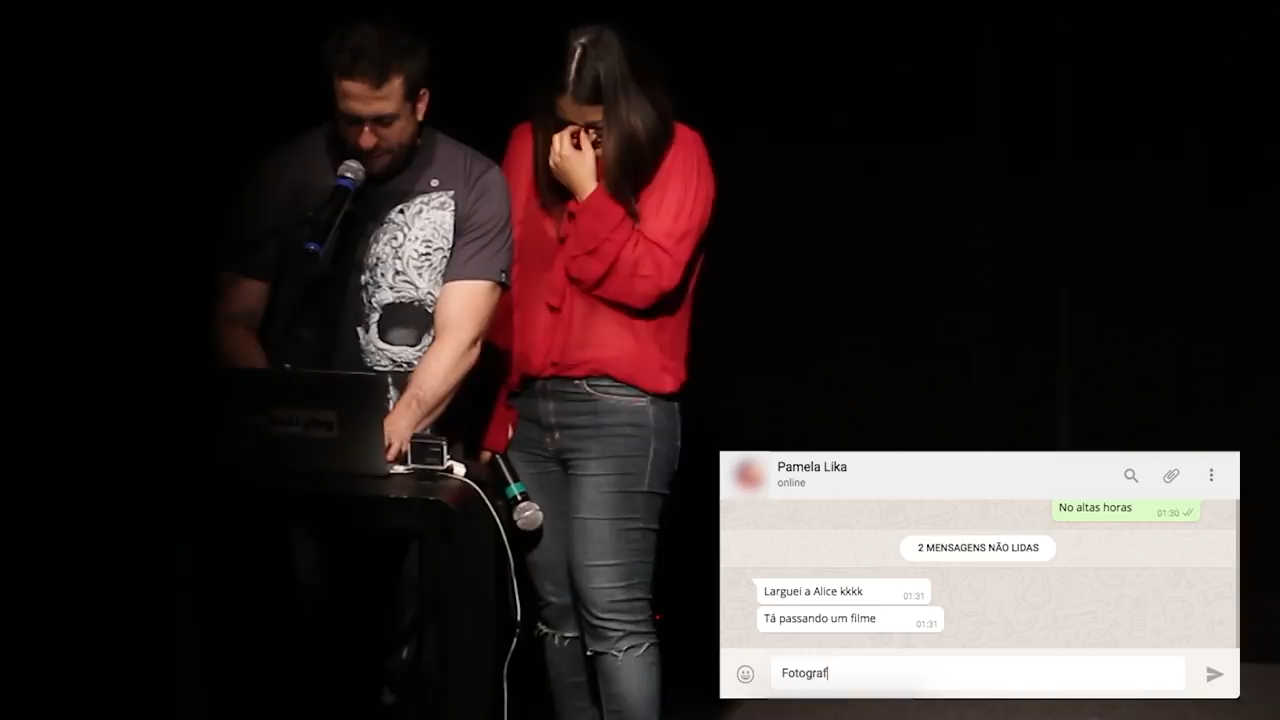 Pamela Lika
online
No altas horas
01:30
2 MENSAGENS NÃO LIDAS
Larguei a Alice kkkk
01:31
Tá passando um filme
01:31
Fotograf